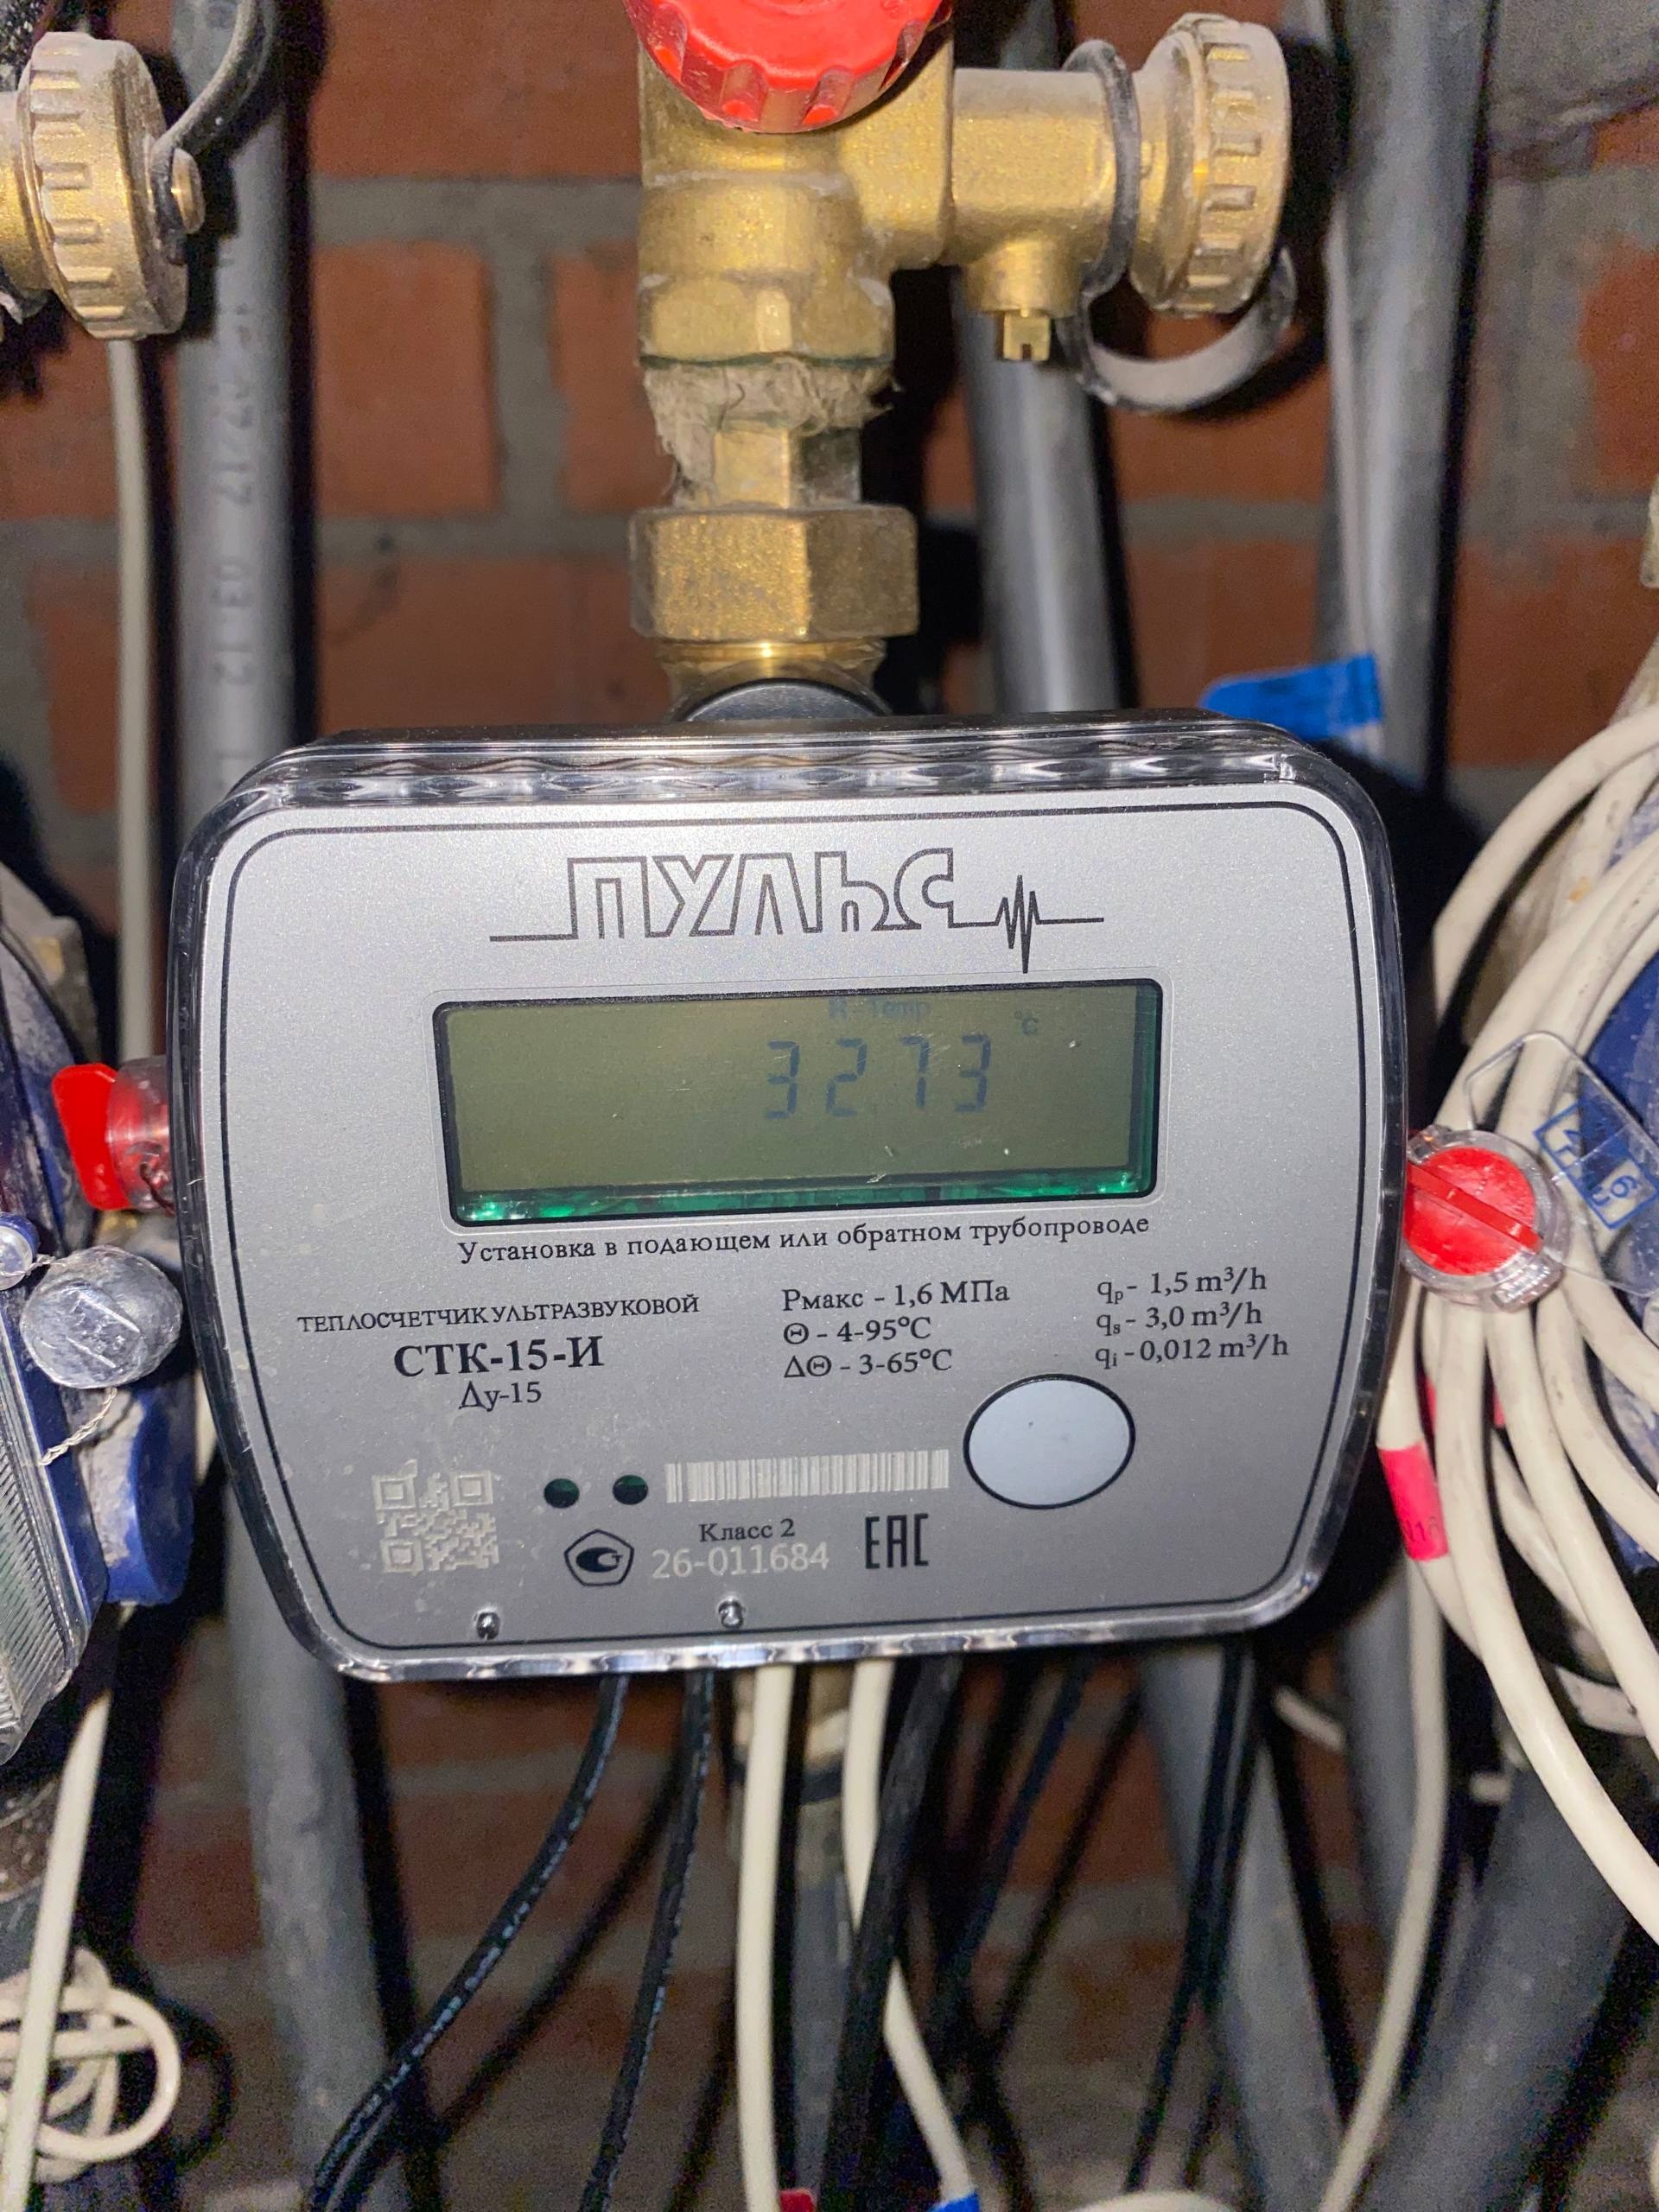 ПУЛЬС
R-Temp
°C
3273
Установка в подающем или обратном трубопроводе
ТЕПЛОСЧЕТЧИК УЛЬТРАЗВУКОВОЙ
СТК-15-И
Ду-15
Рмакс - 1,6 МПа
Θ - 4-95°C
ΔΘ - 3-65°C
qp - 1,5 m³/h
qs - 3,0 m³/h
qi - 0,012 m³/h
Класс 2
26-011684
EAC